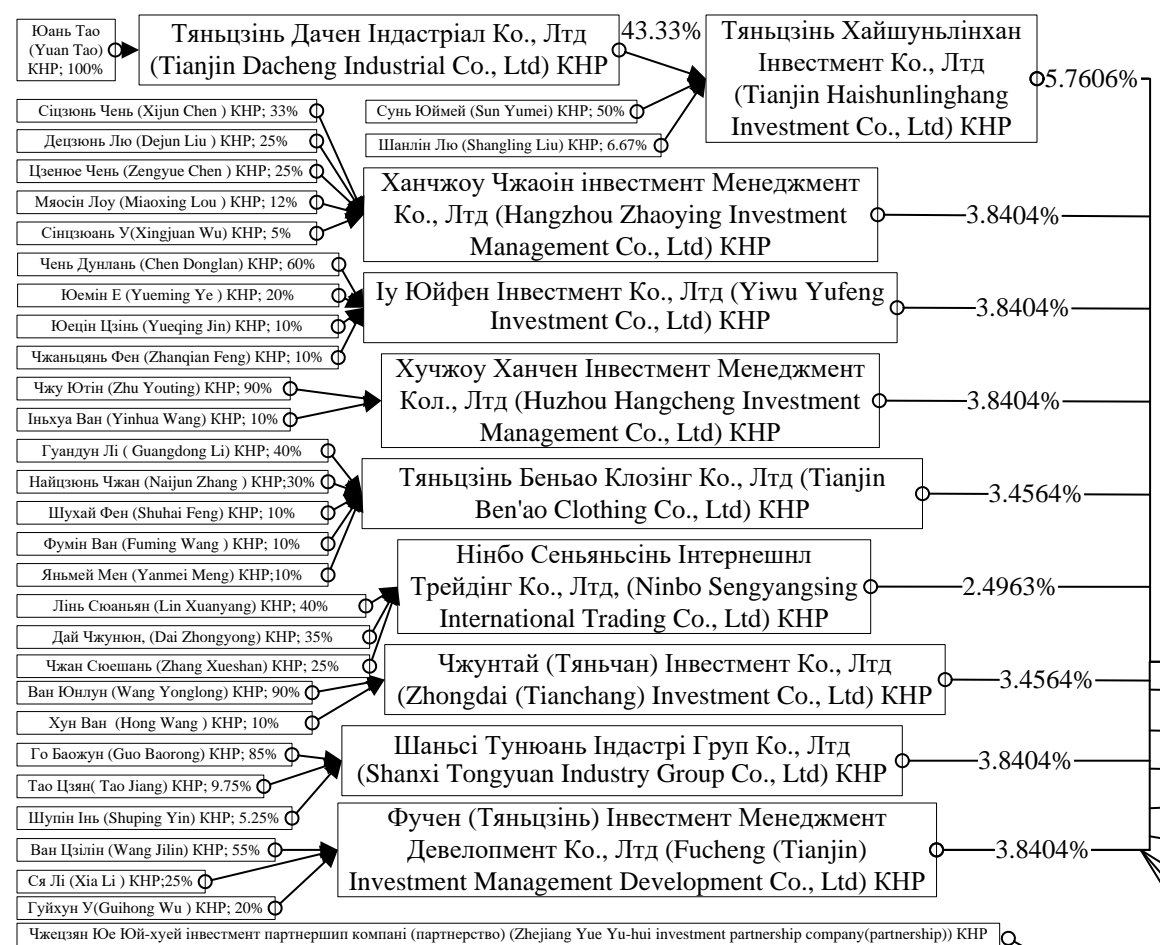 Юань Тао
(Yuan Tao)
КНР; 100%
Тяньцзінь Дачен Індастріал Ко., Лтд
(Tianjin Dacheng Industrial Co., Ltd) КНР
43.33%
Сунь Юймей (Sun Yumei) КНР; 50%
Шанлін Лю (Shangling Liu) КНР; 6.67%
Тяньцзінь Хайшуньлінхан
Інвестмент Ко., Лтд
(Tianjin Haishunlinghang
Investment Co., Ltd) КНР
5.7606%
Сіцзюнь Чень (Xijun Chen ) КНР; 33%
Децзюнь Лю (Dejun Liu ) КНР; 25%
Цзенюе Чень (Zengyue Chen ) КНР; 25%
Мяосін Лоу (Miaoxing Lou ) КНР; 12%
Сінцзюань У(Xingjuan Wu) КНР; 5%
Ханчжоу Чжаоін інвестмент Менеджмент
Ко., Лтд (Hangzhou Zhaoying Investment
Management Co., Ltd) КНР
3.8404%
Чень Дунлань (Chen Donglan) КНР; 60%
Юемін Е (Yueming Ye ) КНР; 20%
Юецін Цзінь (Yueqing Jin) КНР; 10%
Чжаньцянь Фен (Zhanqian Feng) КНР; 10%
Іу Юйфен Інвестмент Ко., Лтд (Yiwu Yufeng
Investment Co., Ltd) КНР
3.8404%
Чжу Ютін (Zhu Youting) КНР; 90%
Іньхуа Ван (Yinhua Wang) КНР; 10%
Хучжоу Ханчен Інвестмент Менеджмент
Кол., Лтд (Huzhou Hangcheng Investment
Management Co., Ltd) КНР
3.8404%
Гуандун Лі ( Guangdong Li) КНР; 40%
Найцзюнь Чжан (Naijun Zhang ) КНР;30%
Шухай Фен (Shuhai Feng) КНР; 10%
Фумін Ван (Fuming Wang ) КНР; 10%
Яньмей Мен (Yanmei Meng) КНР;10%
Тяньцзінь Беньао Клозінг Ко., Лтд (Tianjin
Ben'ao Clothing Co., Ltd) КНР
3.4564%
Лінь Сюаньян (Lin Xuanyang) КНР; 40%
Дай Чжунюн, (Dai Zhongyong) КНР; 35%
Чжан Сюешань (Zhang Xueshan) КНР; 25%
Нінбо Сеньяньсінь Інтернешнл
Трейдінг Ко., Лтд, (Ninbo Sengyangsing
International Trading Co., Ltd) КНР
2.4963%
Ван Юнлун (Wang Yonglong) КНР; 90%
Хун Ван (Hong Wang ) КНР; 10%
Чжунтай (Тяньчан) Інвестмент Ко., Лтд
(Zhongdai (Tianchang) Investment Co., Ltd) КНР
3.4564%
Го Баожун (Guo Baorong) КНР; 85%
Тао Цзян( Tao Jiang) КНР; 9.75%
Шупін Інь (Shuping Yin) КНР; 5.25%
Шаньсі Тунюань Індастрі Груп Ко., Лтд
(Shanxi Tongyuan Industry Group Co., Ltd) КНР
3.8404%
Ван Цзілін (Wang Jilin) КНР; 55%
Ся Лі (Xia Li ) КНР;25%
Гуйхун У(Guihong Wu ) КНР; 20%
Фучен (Тяньцзінь) Інвестмент Менеджмент
Девелопмент Ко., Лтд (Fucheng (Tianjin)
Investment Management Development Co., Ltd) КНР
3.8404%
Чжецзян Юе Юй-хуей інвестмент партнершип компані (партнерство) (Zhejiang Yue Yu-hui investment partnership company(partnership)) КНР